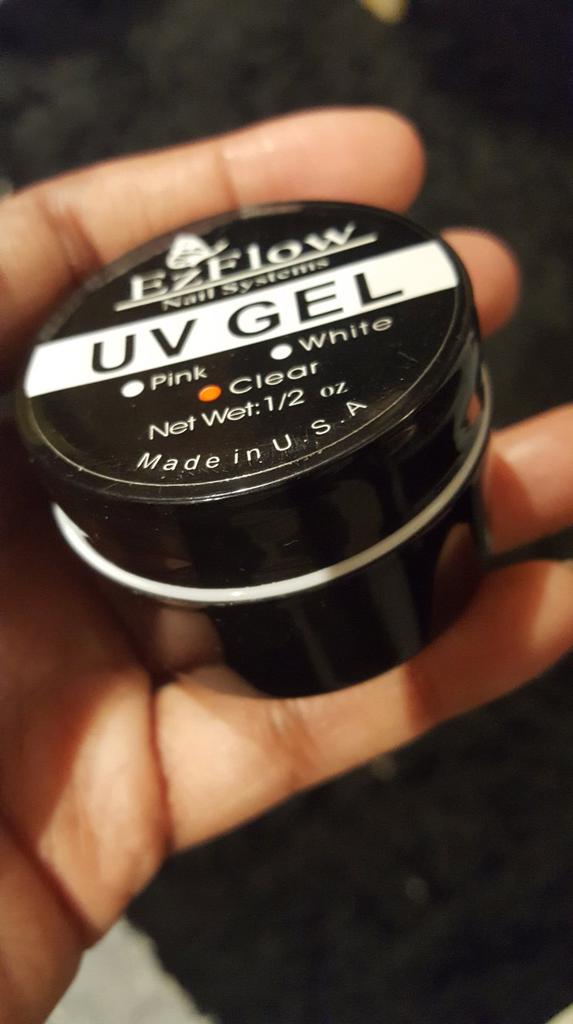 EzFlow
Nail Systems
UV GEL
Pink
White
Clear
Net Wet: 1/2 oz
Made in U.S.A